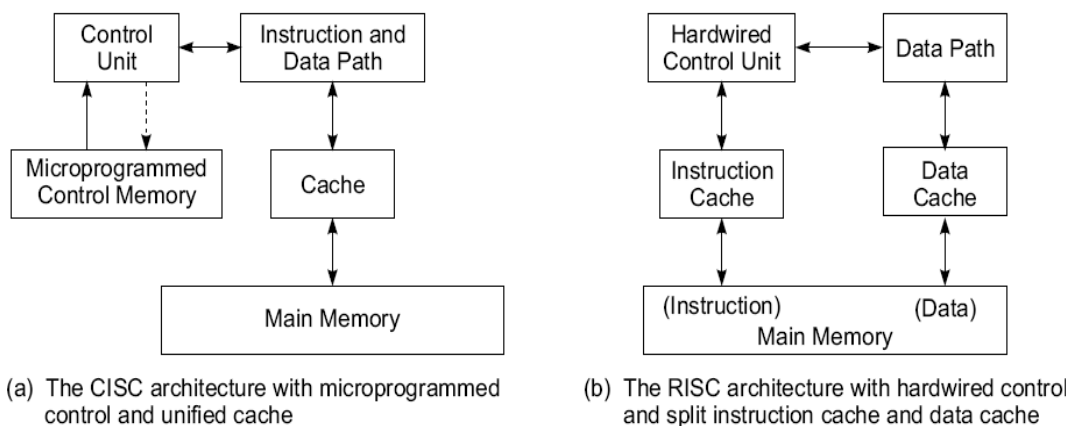 Control
Unit
Instruction and
Data Path
Microprogrammed
Control Memory
Cache
Main Memory
(a) The CISC architecture with microprogrammed
control and unified cache
Hardwired
Control Unit
Data Path
Instruction
Cache
Data
Cache
(Instruction)
(Data)
Main Memory
(b) The RISC architecture with hardwired control
and split instruction cache and data cache